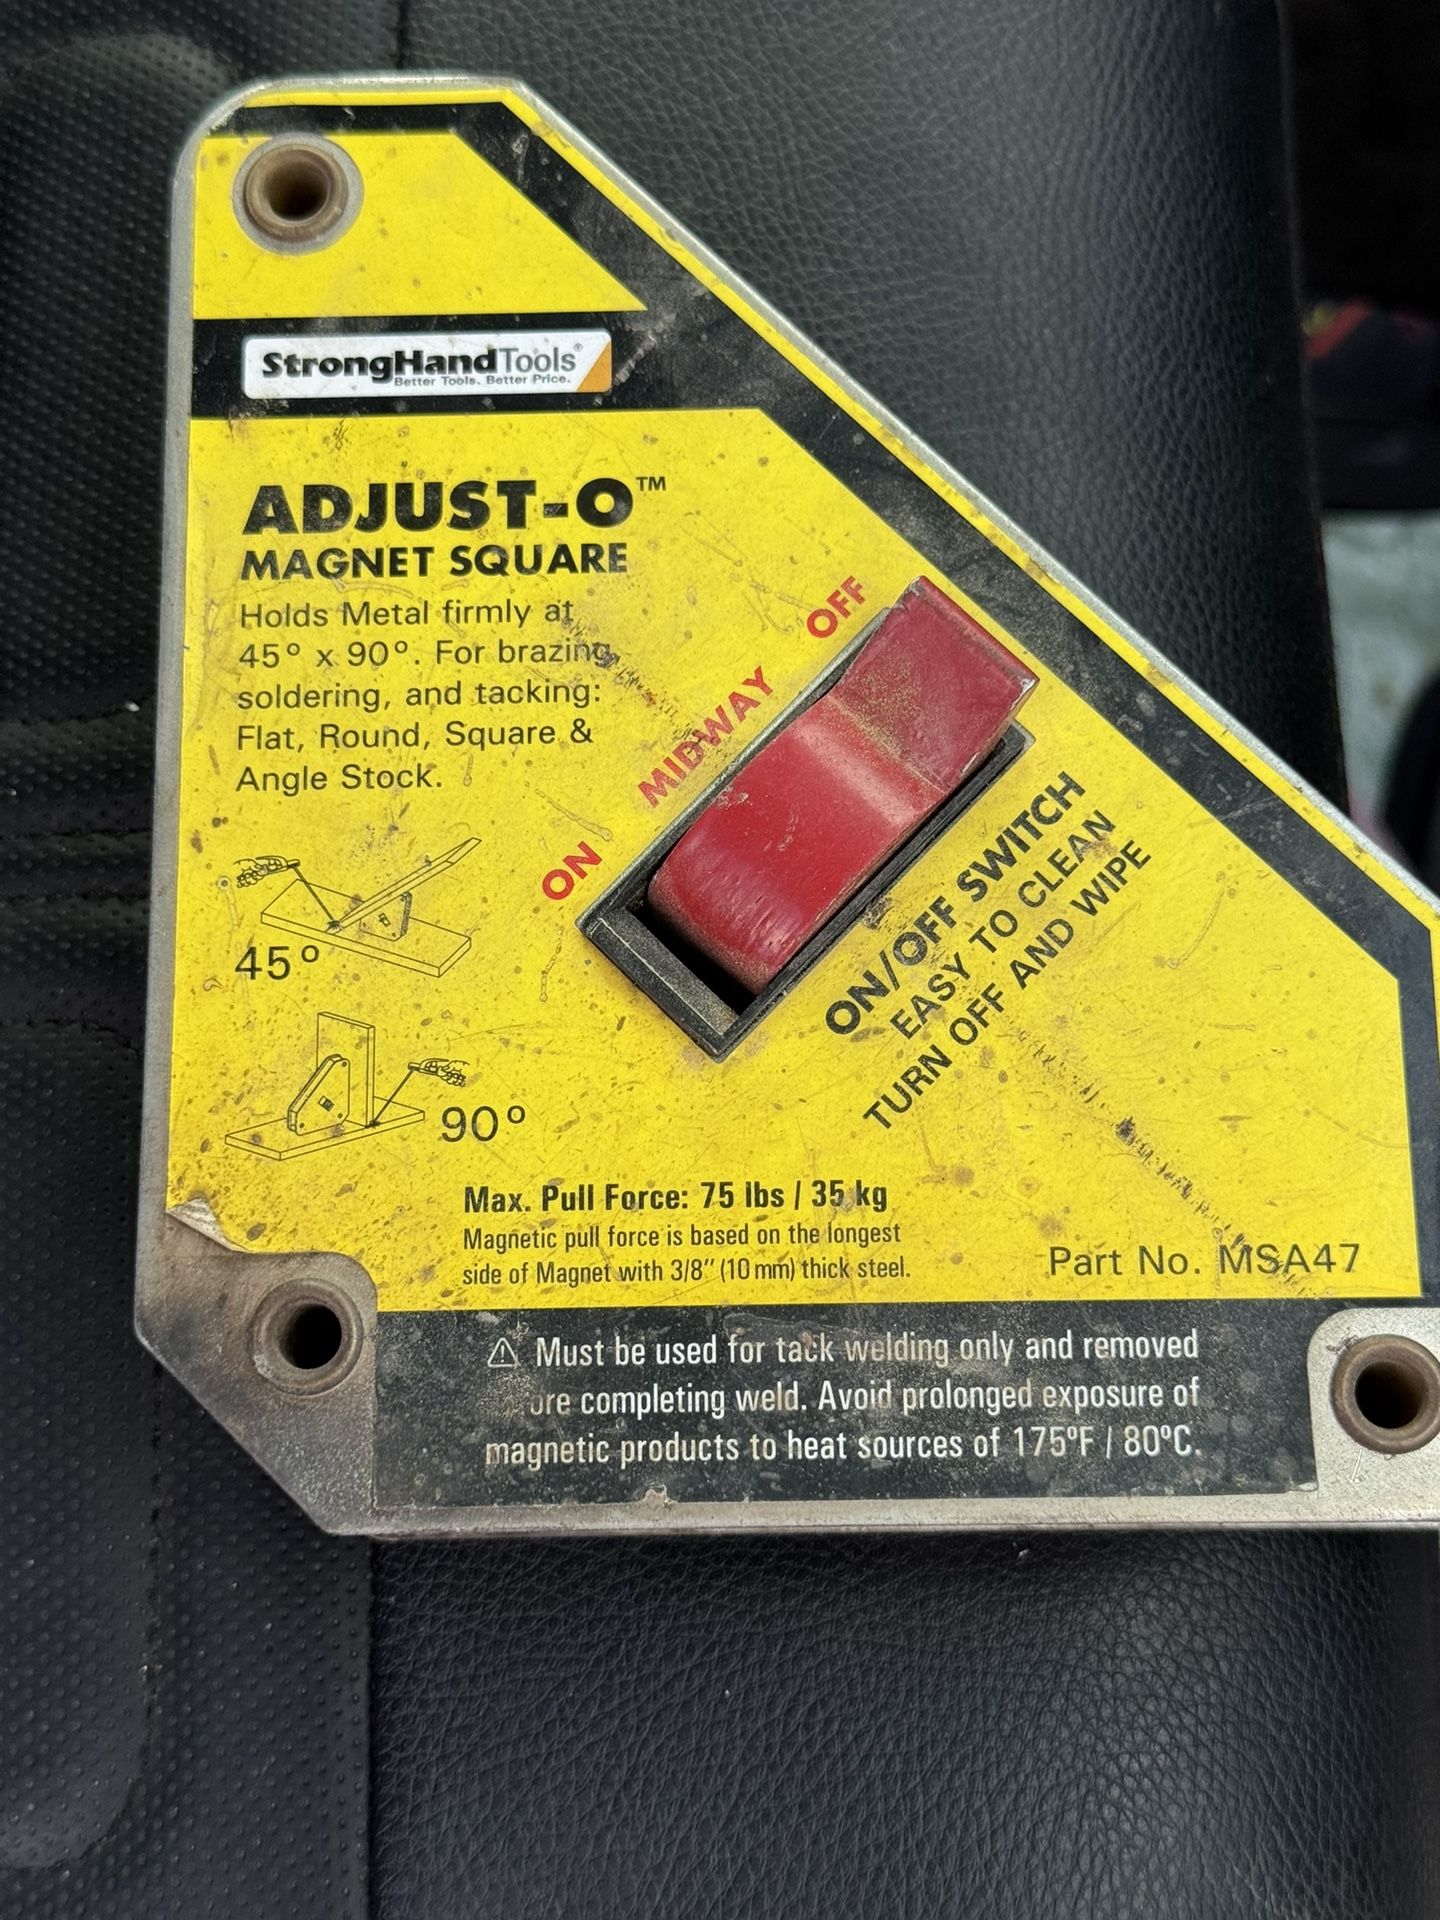 StrongHandTools®
Better Tools. Better Price.
ADJUST-O™
MAGNET SQUARE
Holds Metal firmly at
45° x 90°. For brazing,
soldering, and tacking:
Flat, Round, Square &
Angle Stock.
OFF
MIDWAY
ON
ON/OFF SWITCH
EASY TO CLEAN
TURN OFF AND WIPE
45°
90°
Max. Pull Force: 75 lbs / 35 kg
Magnetic pull force is based on the longest
side of Magnet with 3/8" (10 mm) thick steel.
Part No. MSA47
⚠ Must be used for tack welding only and removed
ore completing weld. Avoid prolonged exposure of
magnetic products to heat sources of 175°F / 80°C.